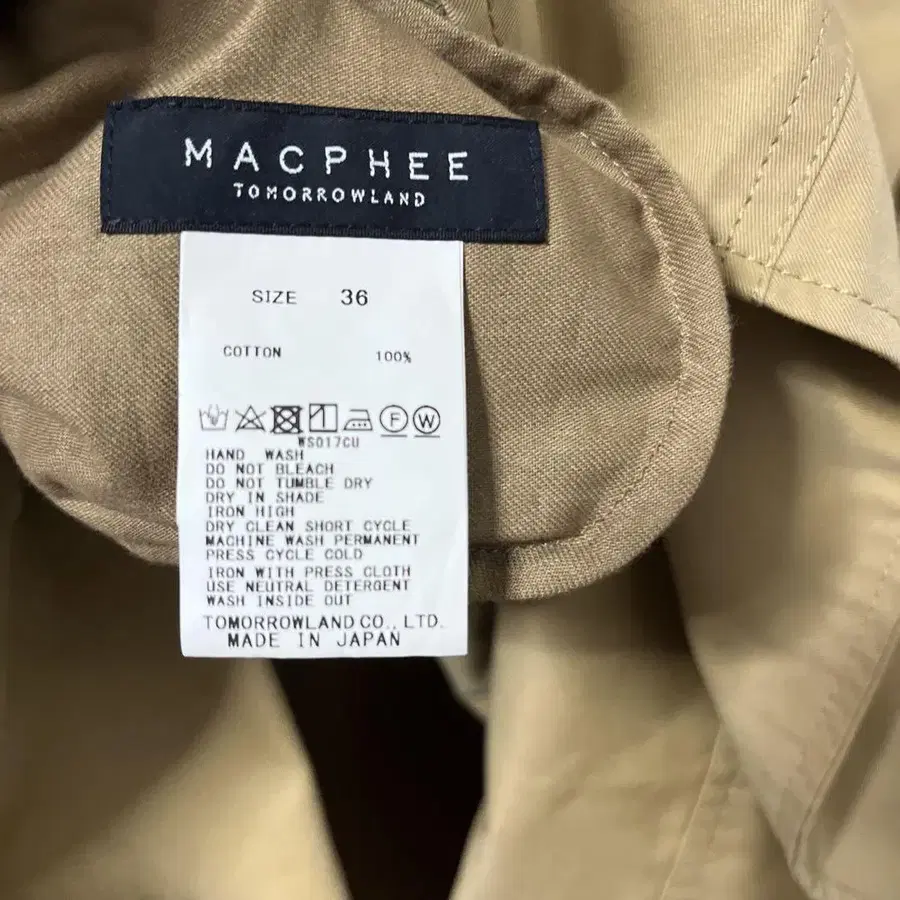 MACPHEE
TOMORROWLAND
SIZE 36
COTTON 100%
F W
WS017CU
HAND WASH
DO NOT BLEACH
DO NOT TUMBLE DRY
DRY IN SHADE
IRON HIGH
DRY CLEAN SHORT CYCLE
MACHINE WASH PERMANENT
PRESS CYCLE COLD
IRON WITH PRESS CLOTH
USE NEUTRAL DETERGENT
WASH INSIDE OUT
TOMORROWLAND CO., LTD.
MADE IN JAPAN